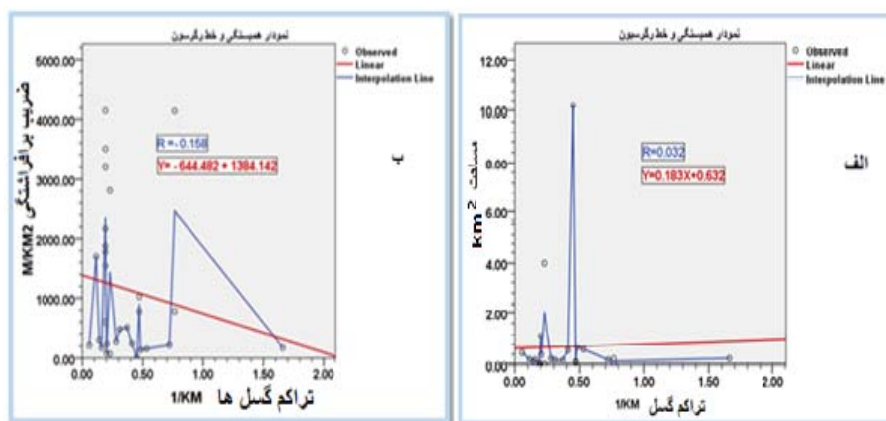 نمودار همبستگی و خط رگرسیون
Observed
Linear
Interpolation Line
12.00
10.00
8.00
6.00
4.00
2.00
0.00
مساحت km²
R=0.032
Y=0.183X+0.632
الف
0.00 0.50 1.00 1.50 2.00
1/KM
تراکم گسل
نمودار همبستگی و خط رگرسون
Observed
Linear
Interpolation Line
5000.00
4000.00
3000.00
2000.00
1000.00
0.00
ضریب برافراشتگی M/KM2
R =- 0.158
Y= - 644.482 + 1384.142
0.00 0.50 1.00 1.50 2.00
1/KM
تراکم گسل ها